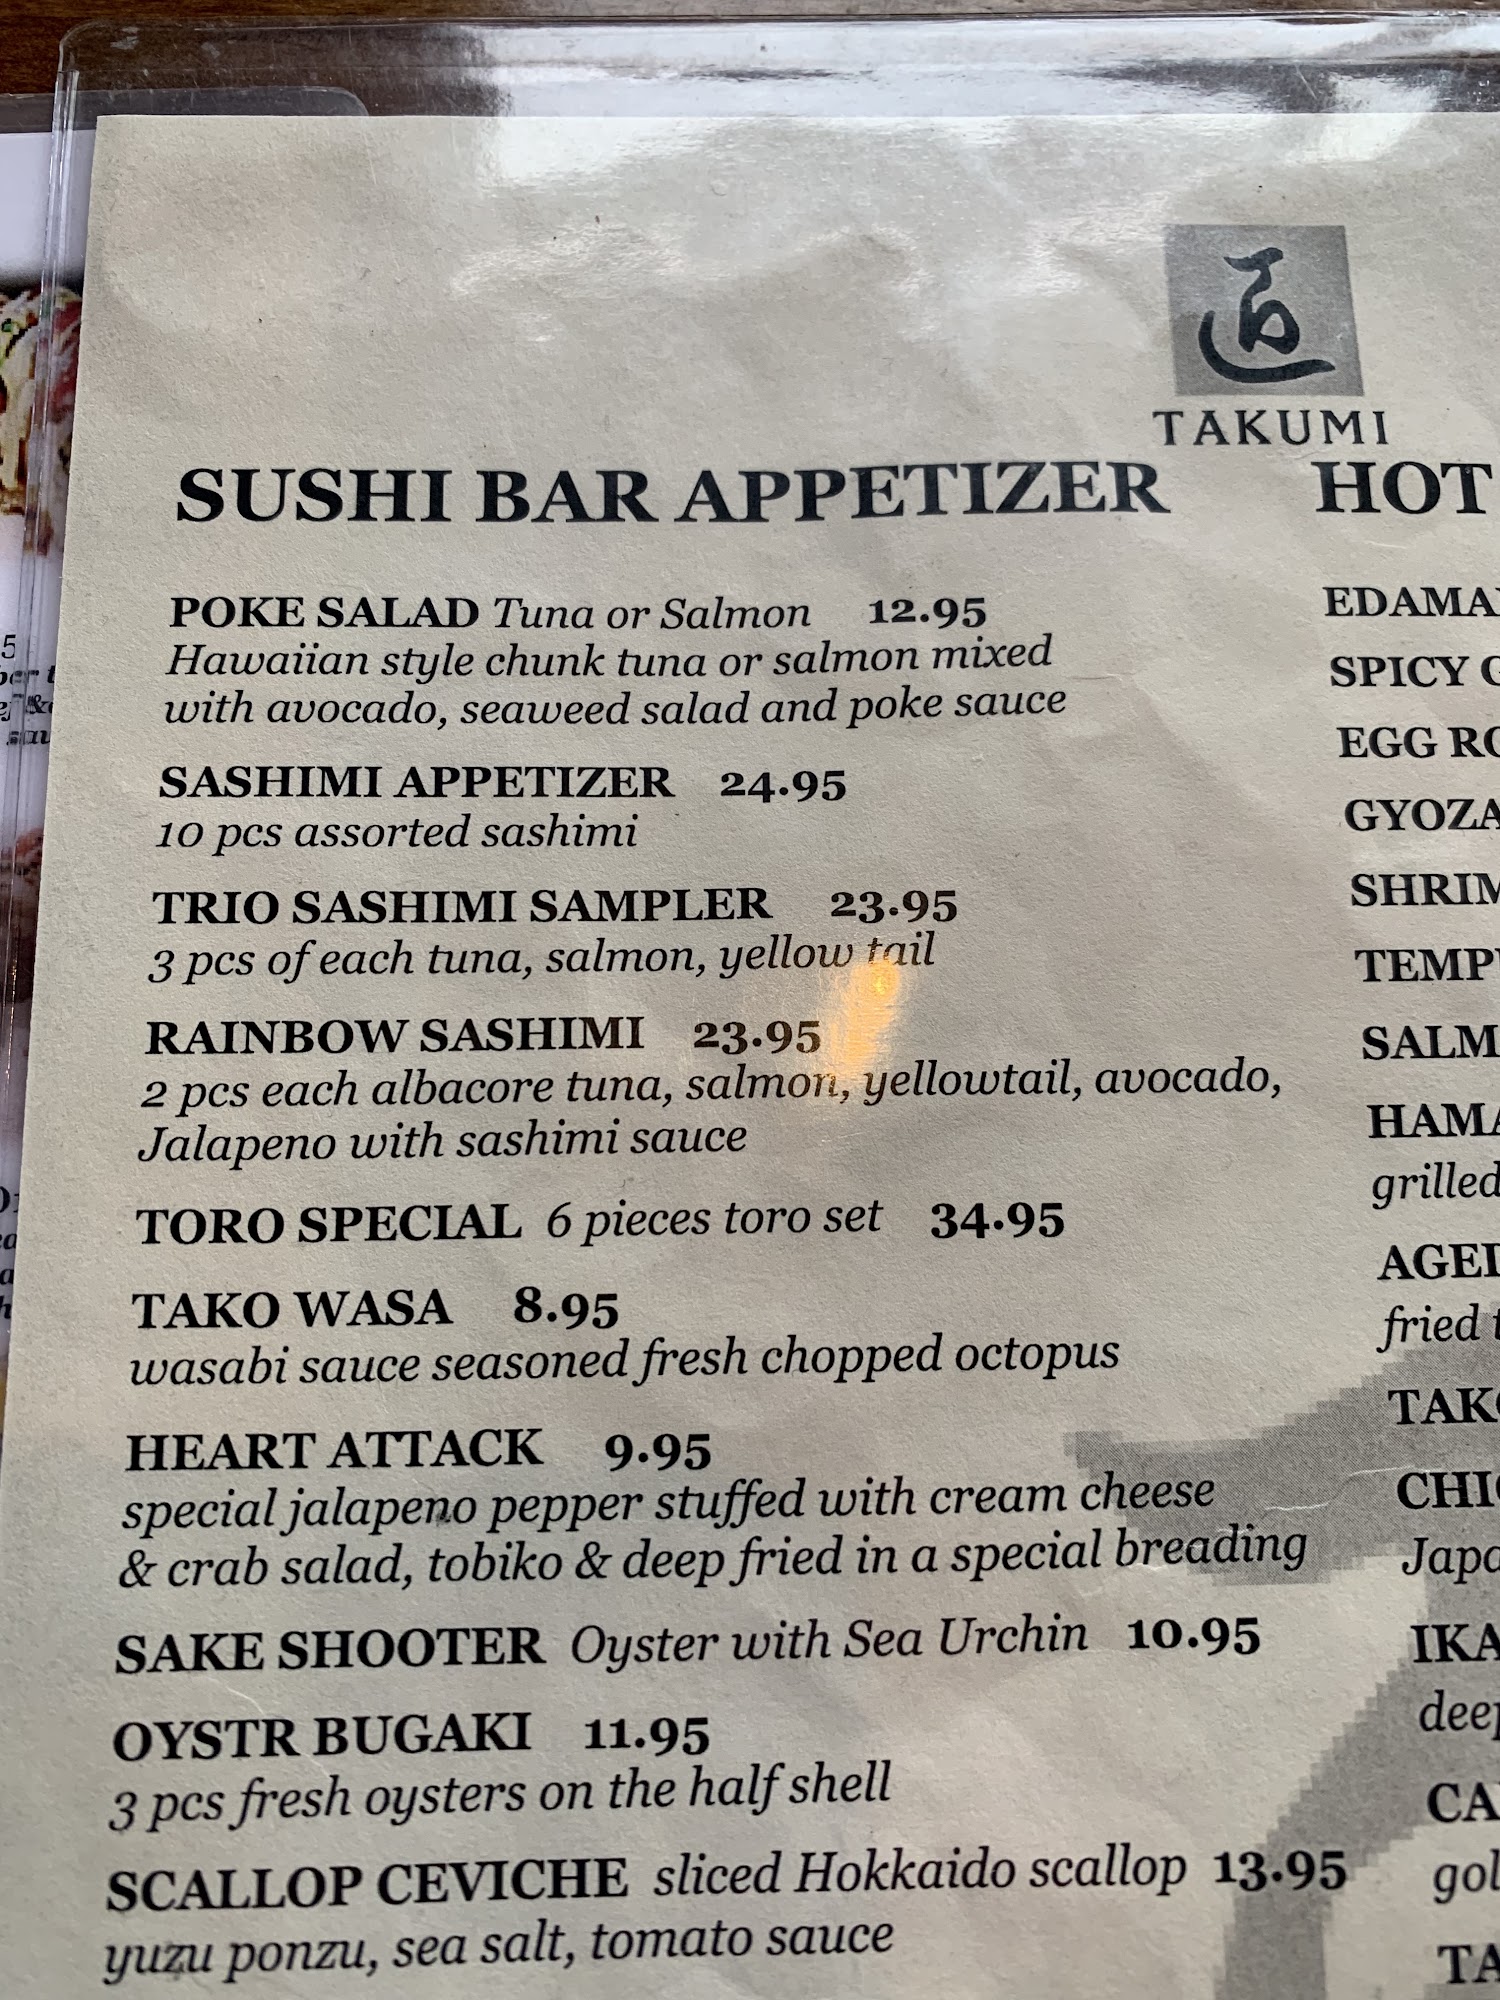 TAKUMI
SUSHI BAR APPETIZER
POKE SALAD Tuna or Salmon 12.95
Hawaiian style chunk tuna or salmon mixed
with avocado, seaweed salad and poke sauce
SASHIMI APPETIZER 24.95
10 pcs assorted sashimi
TRIO SASHIMI SAMPLER 23.95
3 pcs of each tuna, salmon, yellow tail
RAINBOW SASHIMI 23.95
2 pcs each albacore tuna, salmon, yellowtail, avocado,
Jalapeno with sashimi sauce
TORO SPECIAL 6 pieces toro set 34.95
TAKO WASA 8.95
wasabi sauce seasoned fresh chopped octopus
HEART ATTACK 9.95
special jalapeno pepper stuffed with cream cheese
& crab salad, tobiko & deep fried in a special breading
SAKE SHOOTER Oyster with Sea Urchin 10.95
OYSTR BUGAKI 11.95
3 pcs fresh oysters on the half shell
SCALLOP CEVICHE sliced Hokkaido scallop 13.95
yuzu ponzu, sea salt, tomato sauce
HOT
SPICY
EGG
GYOZA
grilled
fried